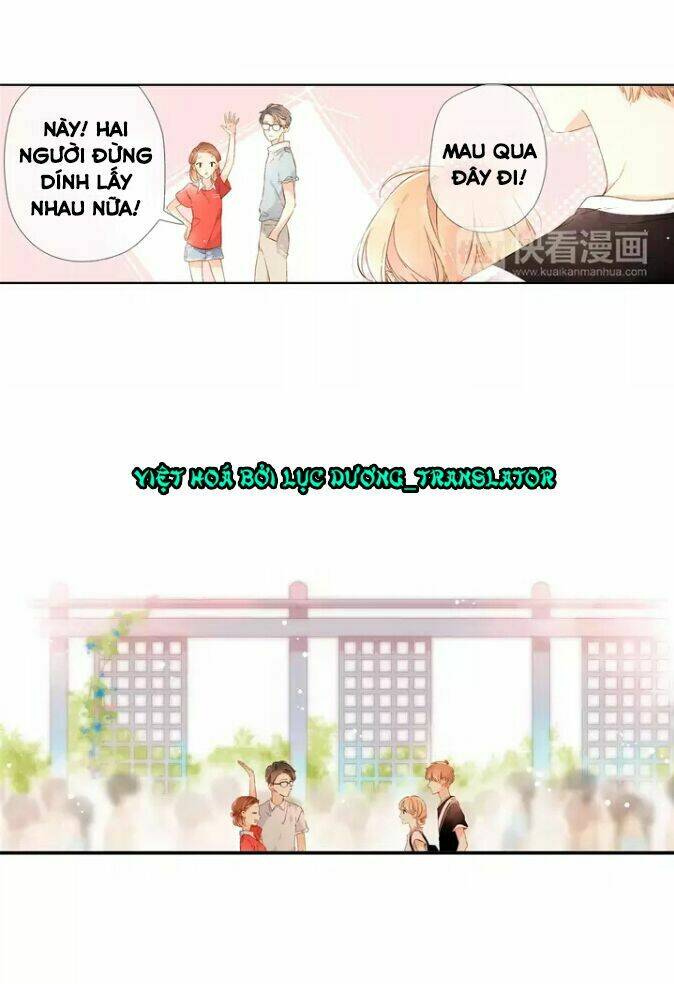 NÀY! HAI
NGƯỜI ĐỪNG
DÍNH LẤY
NHAU NỮA!
MAU QUA
ĐÂY ĐI!
快看漫画
www.kuaikanmanhua.com
VIỆT HOÁ BỞI LỤC DƯƠNG_TRANSLATOR